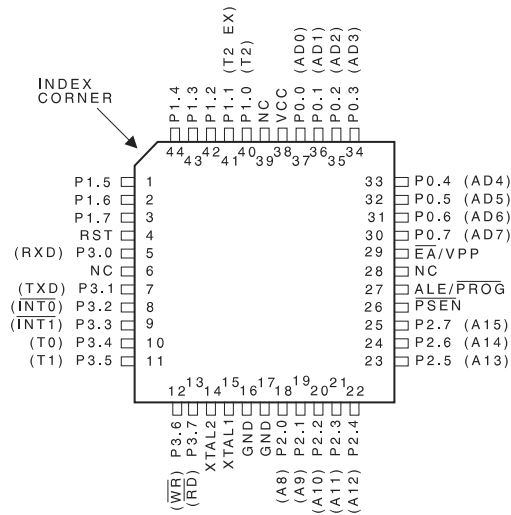 INDEX
CORNER
P1.4
P1.3
P1.2
P1.1 (T2 EX)
P1.0 (T2)
NC
VCC
P0.0 (AD0)
P0.1 (AD1)
P0.2 (AD2)
P0.3 (AD3)
44
43
42
41
40
39
38
37
36
35
34
P1.5 1
P1.6 2
P1.7 3
RST 4
(RXD) P3.0 5
NC 6
(TXD) P3.1 7
(I̅N̅T̅0̅) P3.2 8
(I̅N̅T̅1̅) P3.3 9
(T0) P3.4 10
(T1) P3.5 11
33 P0.4 (AD4)
32 P0.5 (AD5)
31 P0.6 (AD6)
30 P0.7 (AD7)
29 E̅A̅/VPP
28 NC
27 ALE/P̅R̅O̅G̅
26 P̅S̅E̅N̅
25 P2.7 (A15)
24 P2.6 (A14)
23 P2.5 (A13)
12
13
14
15
16
17
18
19
20
21
22
(W̅R̅) P3.6
(R̅D̅) P3.7
XTAL2
XTAL1
GND
GND
(A8) P2.0
(A9) P2.1
(A10) P2.2
(A11) P2.3
(A12) P2.4